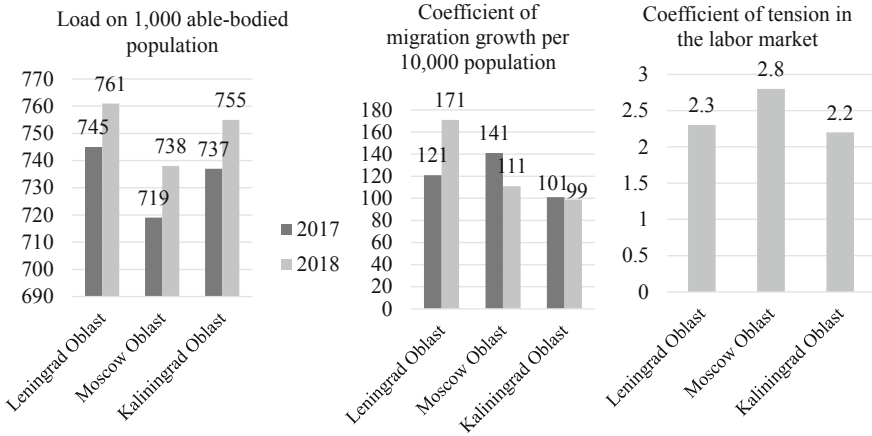 Load on 1,000 able-bodied
population
770
760
750
740
730
720
710
700
690
745
761
719
738
737
755
Leningrad Oblast
Moscow Oblast
Kaliningrad Oblast
2017
2018
Coefficient of
migration growth per
10,000 population
180
160
140
120
100
80
60
40
20
0
121
171
141
111
101
99
Leningrad Oblast
Moscow Oblast
Kaliningrad Oblast
Coefficient of tension in
the labor market
3
2.5
2
1.5
1
0.5
0
2.3
2.8
2.2
Leningrad Oblast
Moscow Oblast
Kaliningrad Oblast